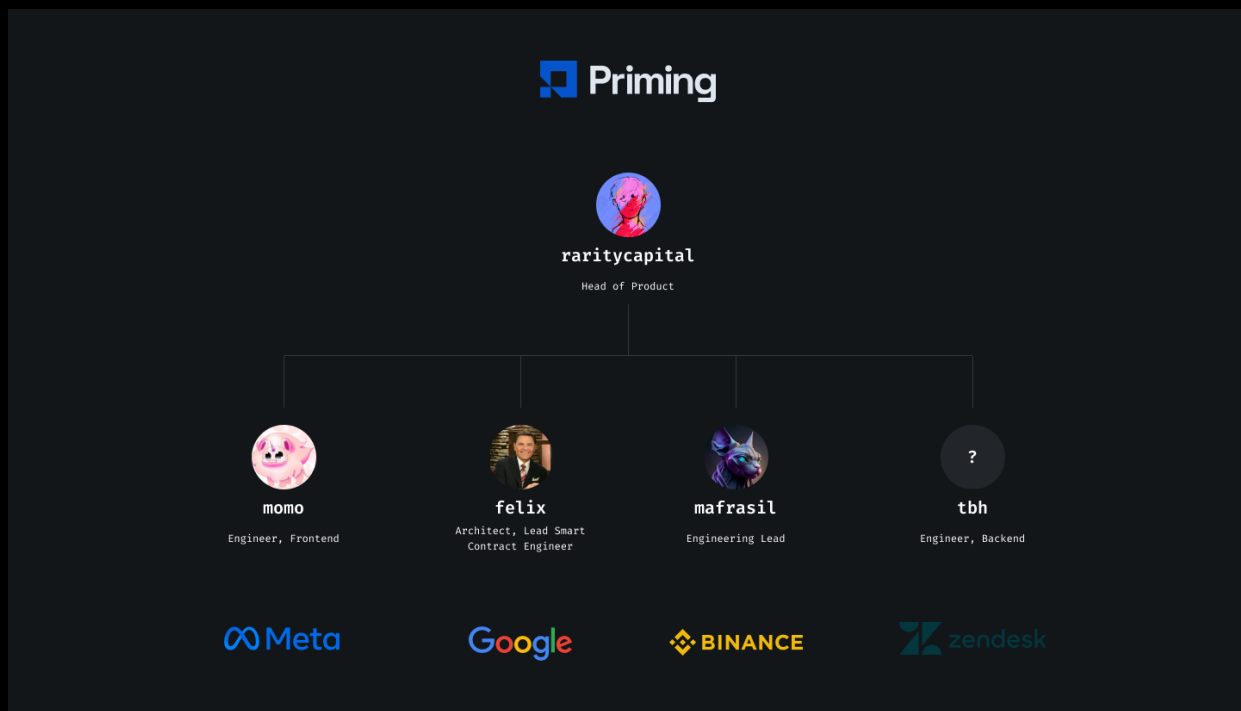 Priming
raritycapital
Head of Product
?
momo
felix
mafrasil
tbh
Engineer, Frontend
Architect, Lead Smart
Contract Engineer
Engineering Lead
Engineer, Backend
Meta
Google
BINANCE
zendesk